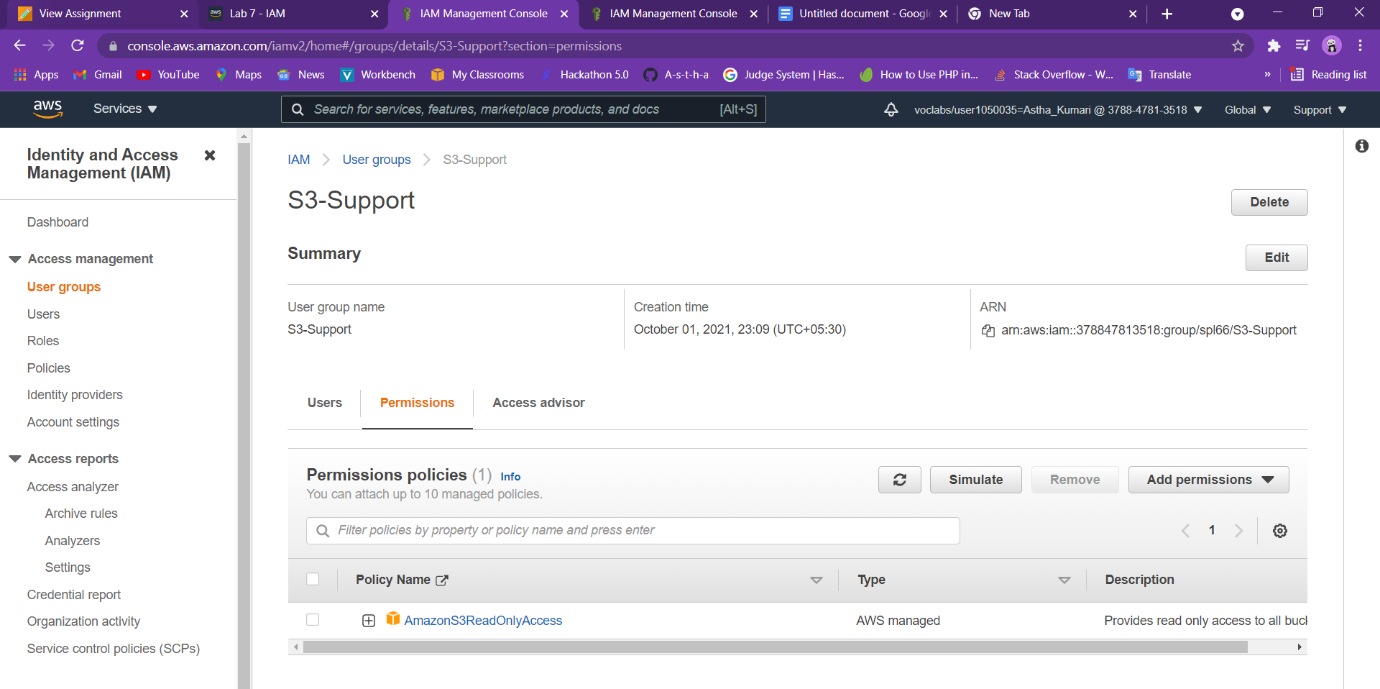 View Assignment
Lab 7 - IAM
IAM Management Console
IAM Management Console
Untitled document - Google
New Tab
console.aws.amazon.com/iamv2/home#/groups/details/S3-Support?section=permissions
Apps Gmail YouTube Maps News Workbench My Classrooms Hackathon 5.0 A-s-t-h-a Judge System | Has... How to Use PHP in... Stack Overflow - W... Translate » Reading list
aws Services Search for services, features, marketplace products, and docs [Alt+S] voclabs/user1050035=Astha_Kumari @ 3788-4781-3518 Global Support
Identity and Access
Management (IAM)
Dashboard
Access management
User groups
Users
Roles
Policies
Identity providers
Account settings
Access reports
Access analyzer
Archive rules
Analyzers
Settings
Credential report
Organization activity
Service control policies (SCPs)
IAM User groups S3-Support
S3-Support
Delete
Summary
Edit
User group name
S3-Support
Creation time
October 01, 2021, 23:09 (UTC+05:30)
ARN
arn:aws:iam::378847813518:group/spl66/S3-Support
Users Permissions Access advisor
Permissions policies (1) Info
You can attach up to 10 managed policies.
Simulate Remove Add permissions
Filter policies by property or policy name and press enter
1
Policy Name Type Description
AmazonS3ReadOnlyAccess AWS managed Provides read only access to all buck